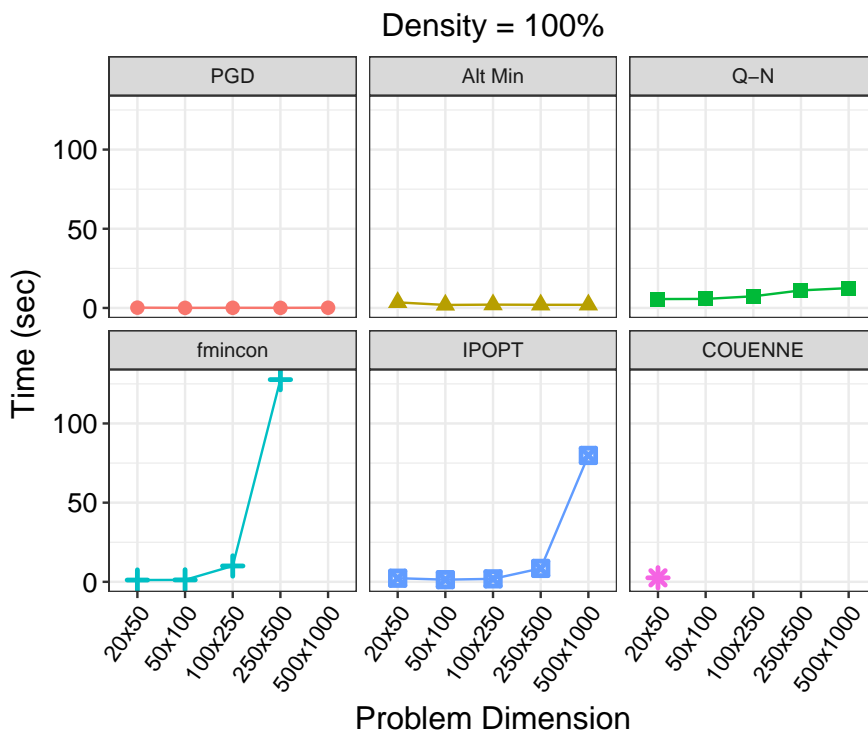 Density = 100%
PGD
Alt Min
Q−N
100
50
0
fmincon
IPOPT
COUENNE
100
50
0
Time (sec)
20x50
50x100
100x250
250x500
500x1000
20x50
50x100
100x250
250x500
500x1000
20x50
50x100
100x250
250x500
500x1000
Problem Dimension